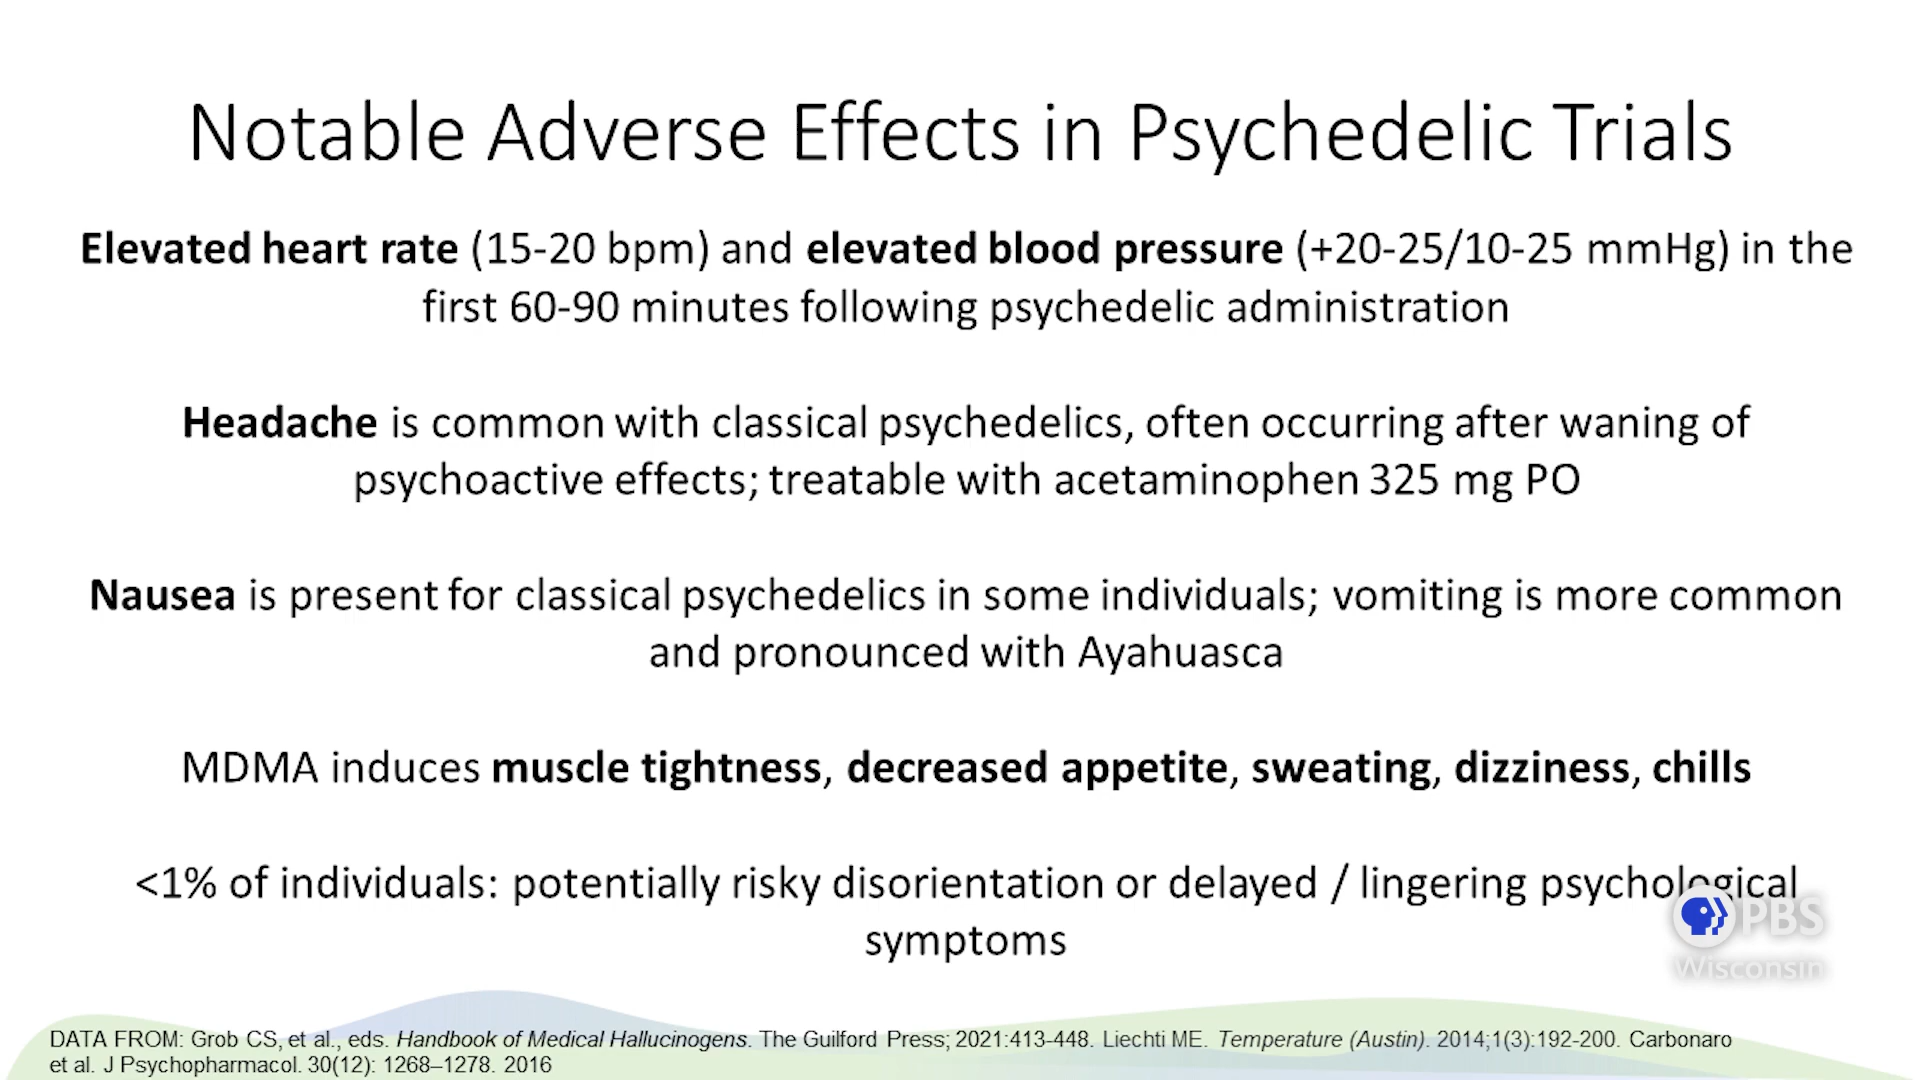 Notable Adverse Effects in Psychedelic Trials
Elevated heart rate (15-20 bpm) and elevated blood pressure (+20-25/10-25 mmHg) in the
first 60-90 minutes following psychedelic administration
Headache is common with classical psychedelics, often occurring after waning of
psychoactive effects; treatable with acetaminophen 325 mg PO
Nausea is present for classical psychedelics in some individuals; vomiting is more common
and pronounced with Ayahuasca
MDMA induces muscle tightness, decreased appetite, sweating, dizziness, chills
<1% of individuals: potentially risky disorientation or delayed / lingering psychological
symptoms
PBS
Wisconsin
DATA FROM: Grob CS, et al., eds. Handbook of Medical Hallucinogens. The Guilford Press; 2021:413-448. Liechti ME. Temperature (Austin). 2014;1(3):192-200. Carbonaro
et al. J Psychopharmacol. 30(12): 1268–1278. 2016